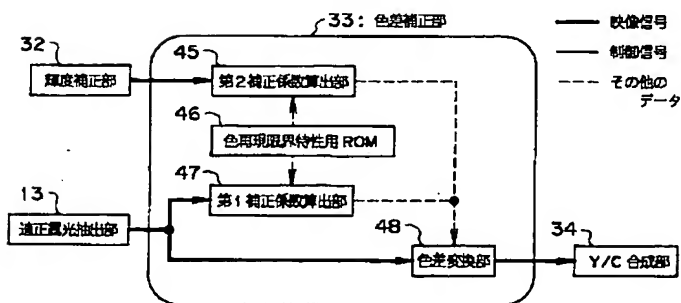 33: 色差補正部
映像信号
制御信号
その他の
データ
32
輝度補正部
45
第2補正係数算出部
46
色再現限界特性用 ROM
47
第1補正係数算出部
13
適正露光抽出部
48
色差変換部
34
Y/C 合成部